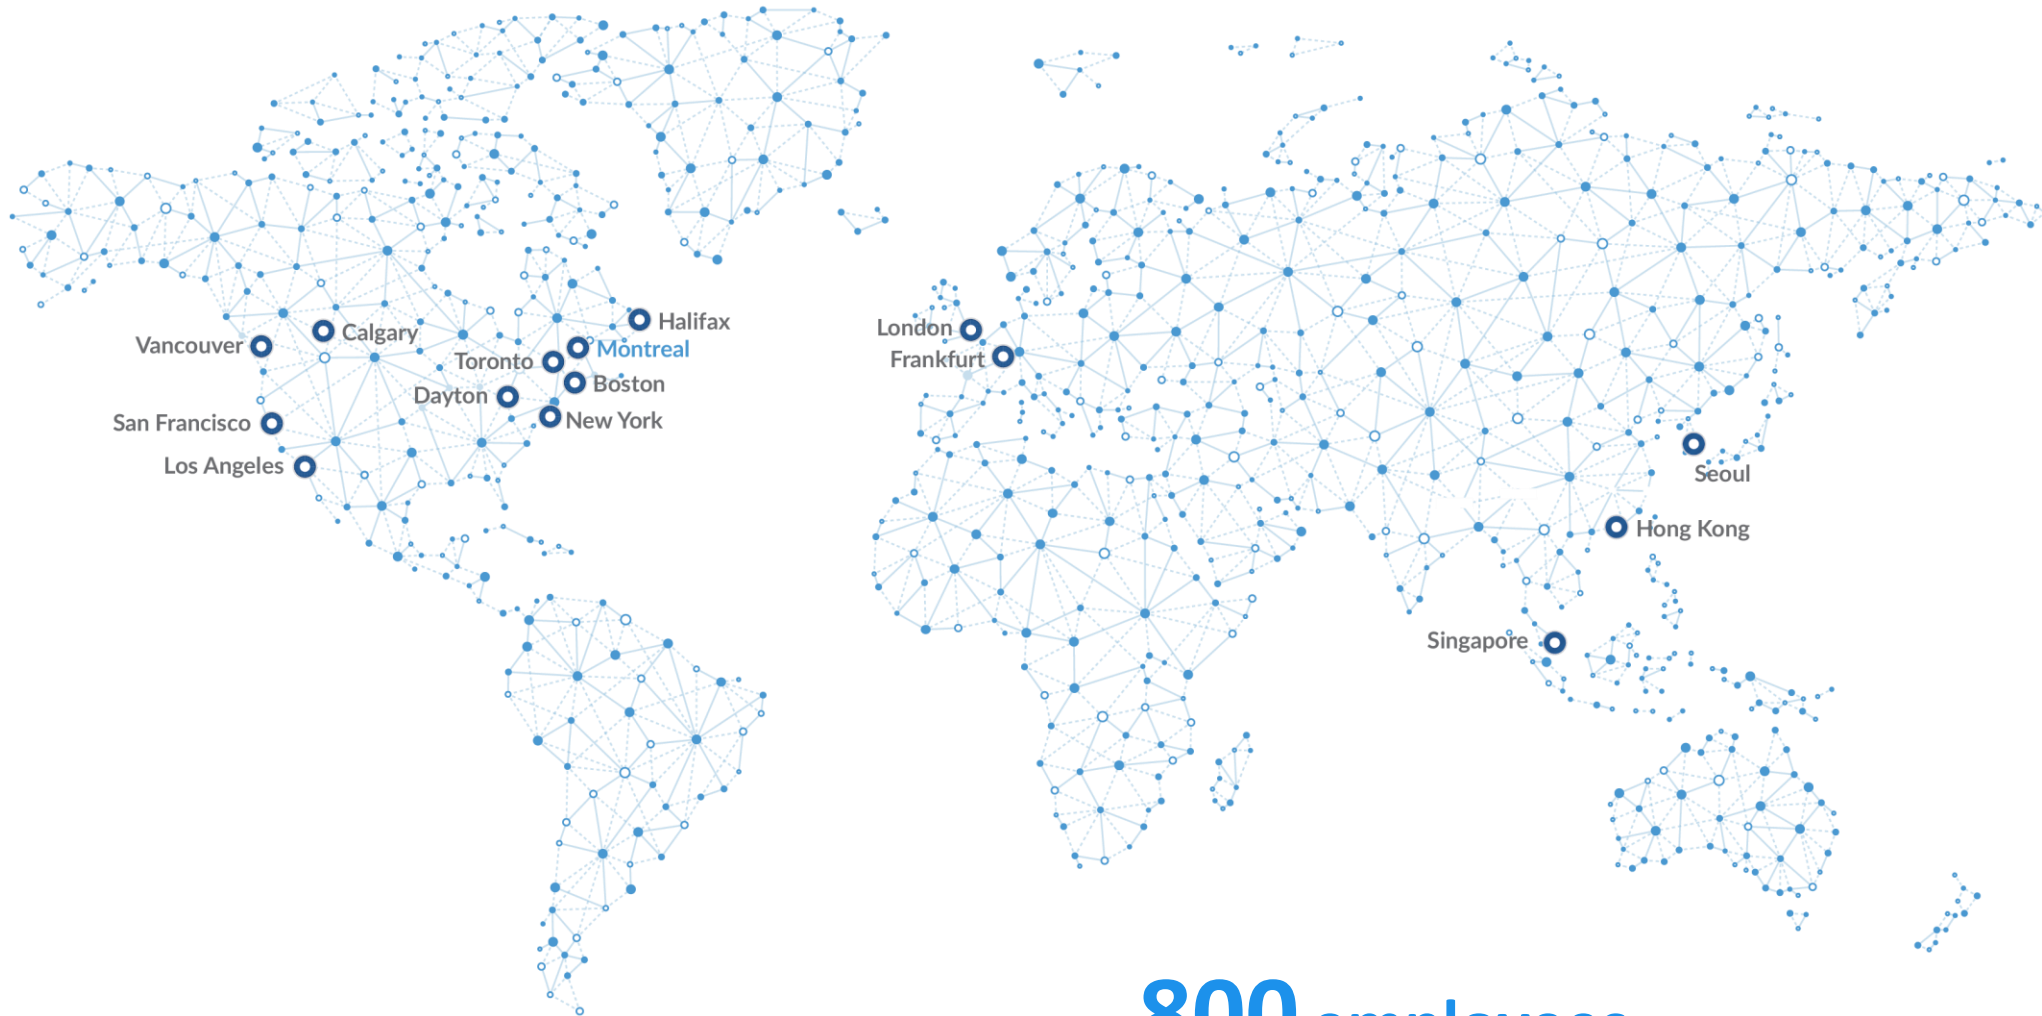 Halifax
London
Vancouver
Calgary
Montreal
Toronto
Frankfurt
Boston
Dayton
New York
San Francisco
Los Angeles
Seoul
Hong Kong
Singapore
800 employees